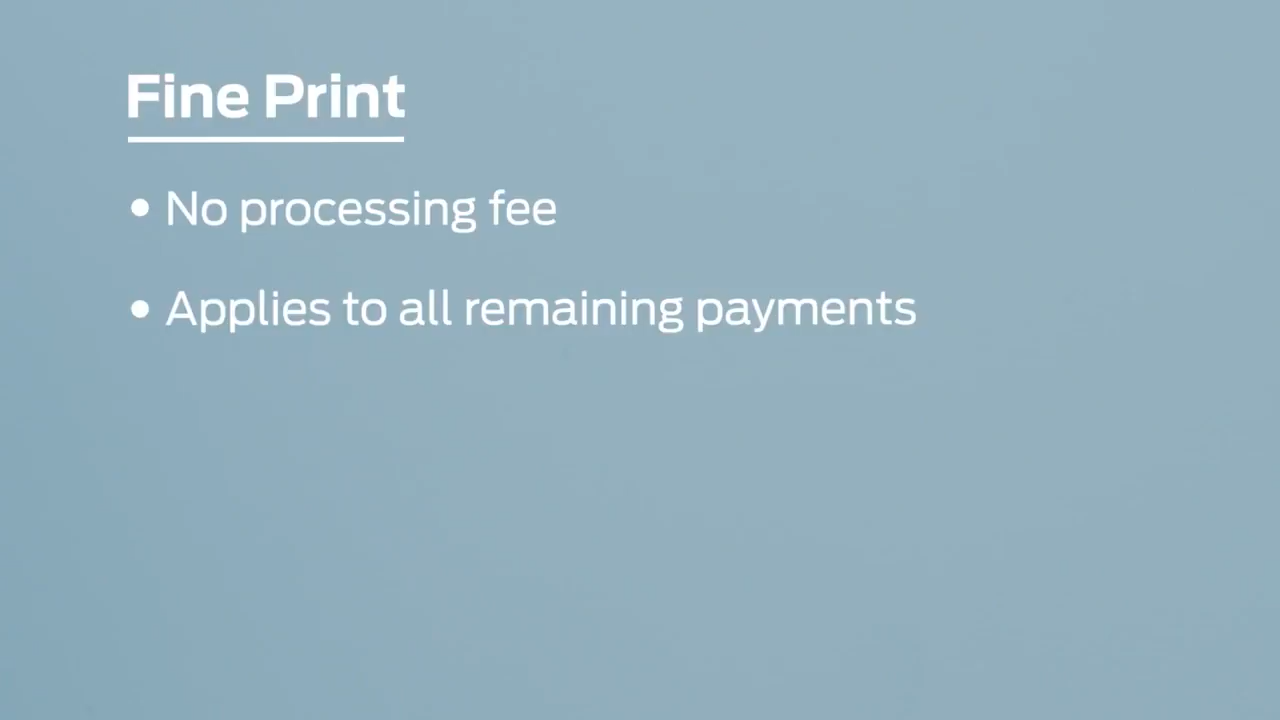 Fine Print
• No processing fee
• Applies to all remaining payments